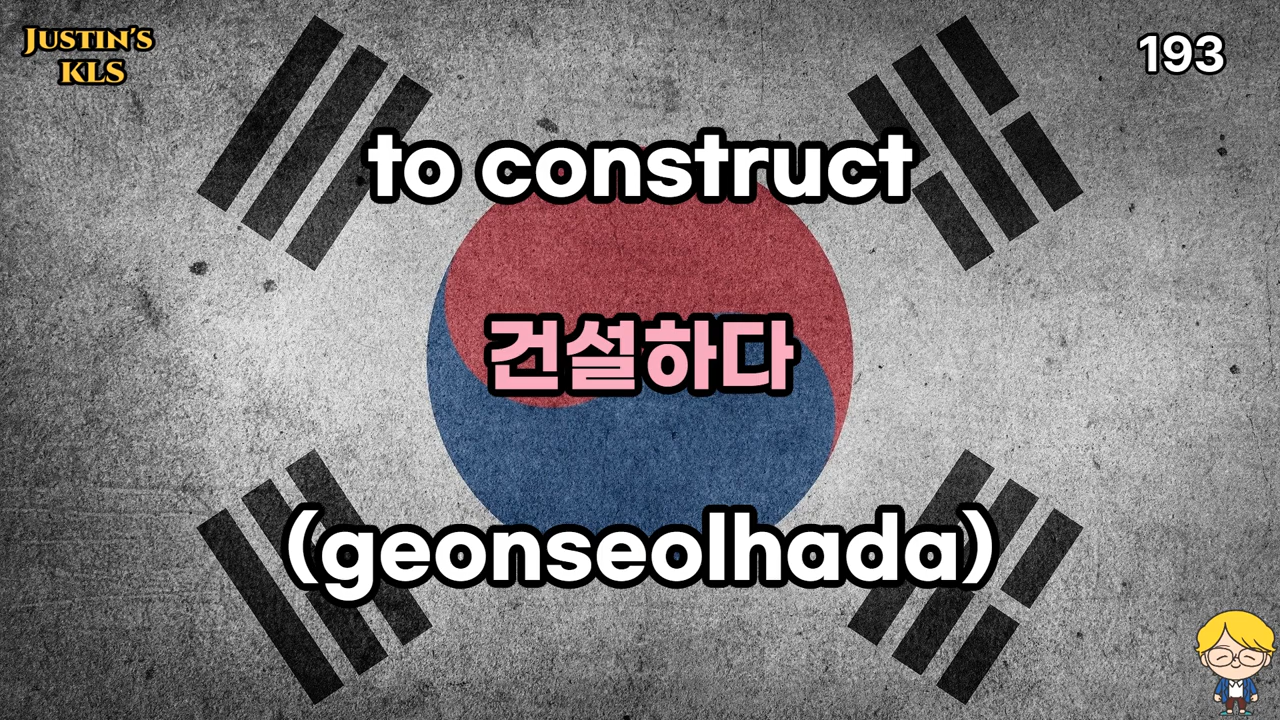 JUSTIN'S
KLS
193
to construct
건설하다
(geonseolhada)